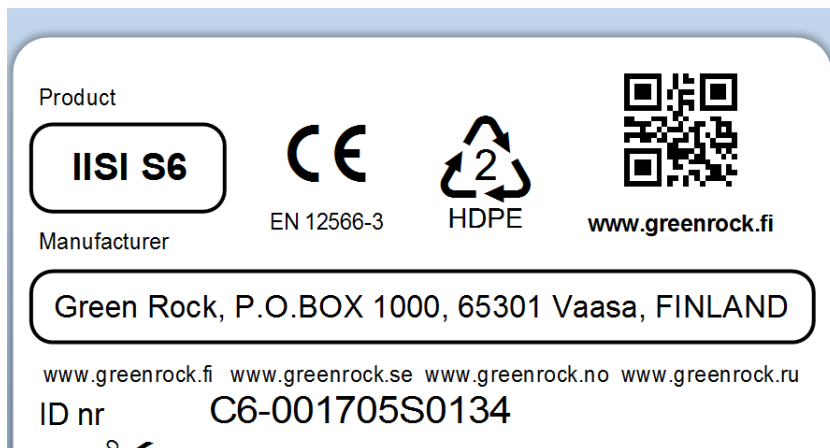 Product
IISI S6
CE
EN 12566-3
2
HDPE
www.greenrock.fi
Manufacturer
Green Rock, P.O.BOX 1000, 65301 Vaasa, FINLAND
www.greenrock.fi www.greenrock.se www.greenrock.no www.greenrock.ru
ID nr C6-001705S0134